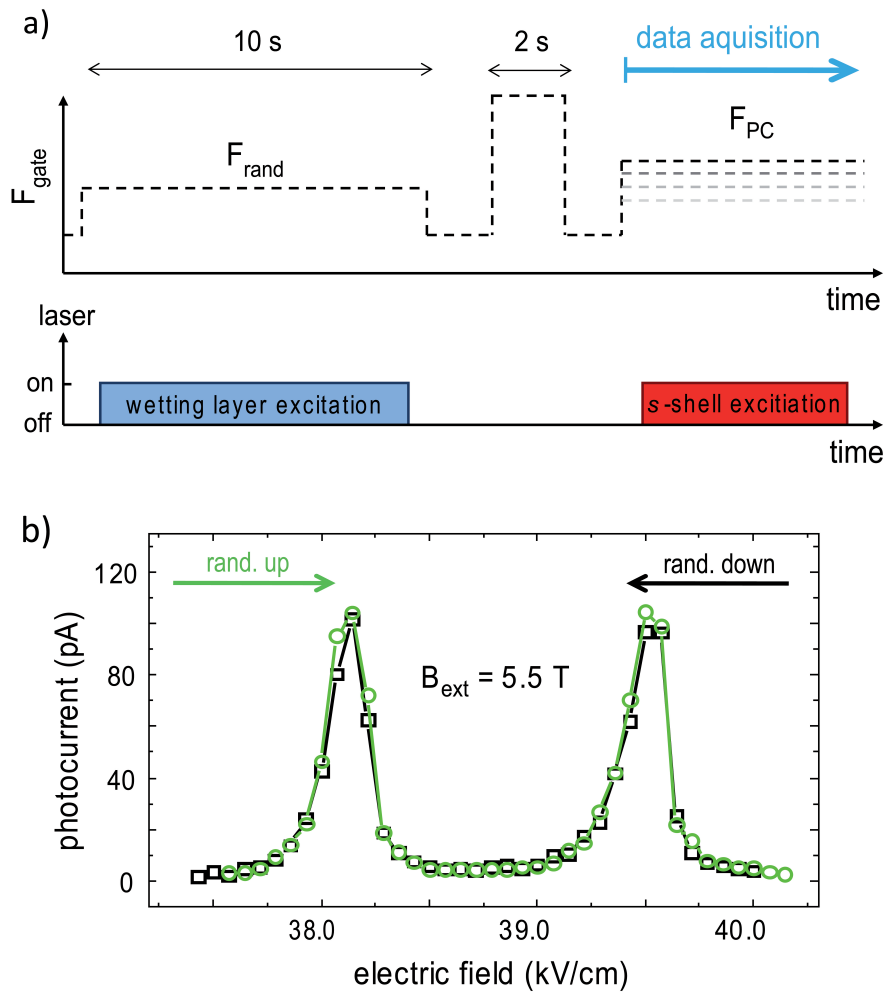 a)
10 s
2 s
data aquisition
F_gate
F_rand
F_PC
time
laser
on
off
wetting layer excitation
s-shell excitiation
time
b)
rand. up
rand. down
B_ext = 5.5 T
photocurrent (pA)
120
80
40
0
38.0
39.0
40.0
electric field (kV/cm)